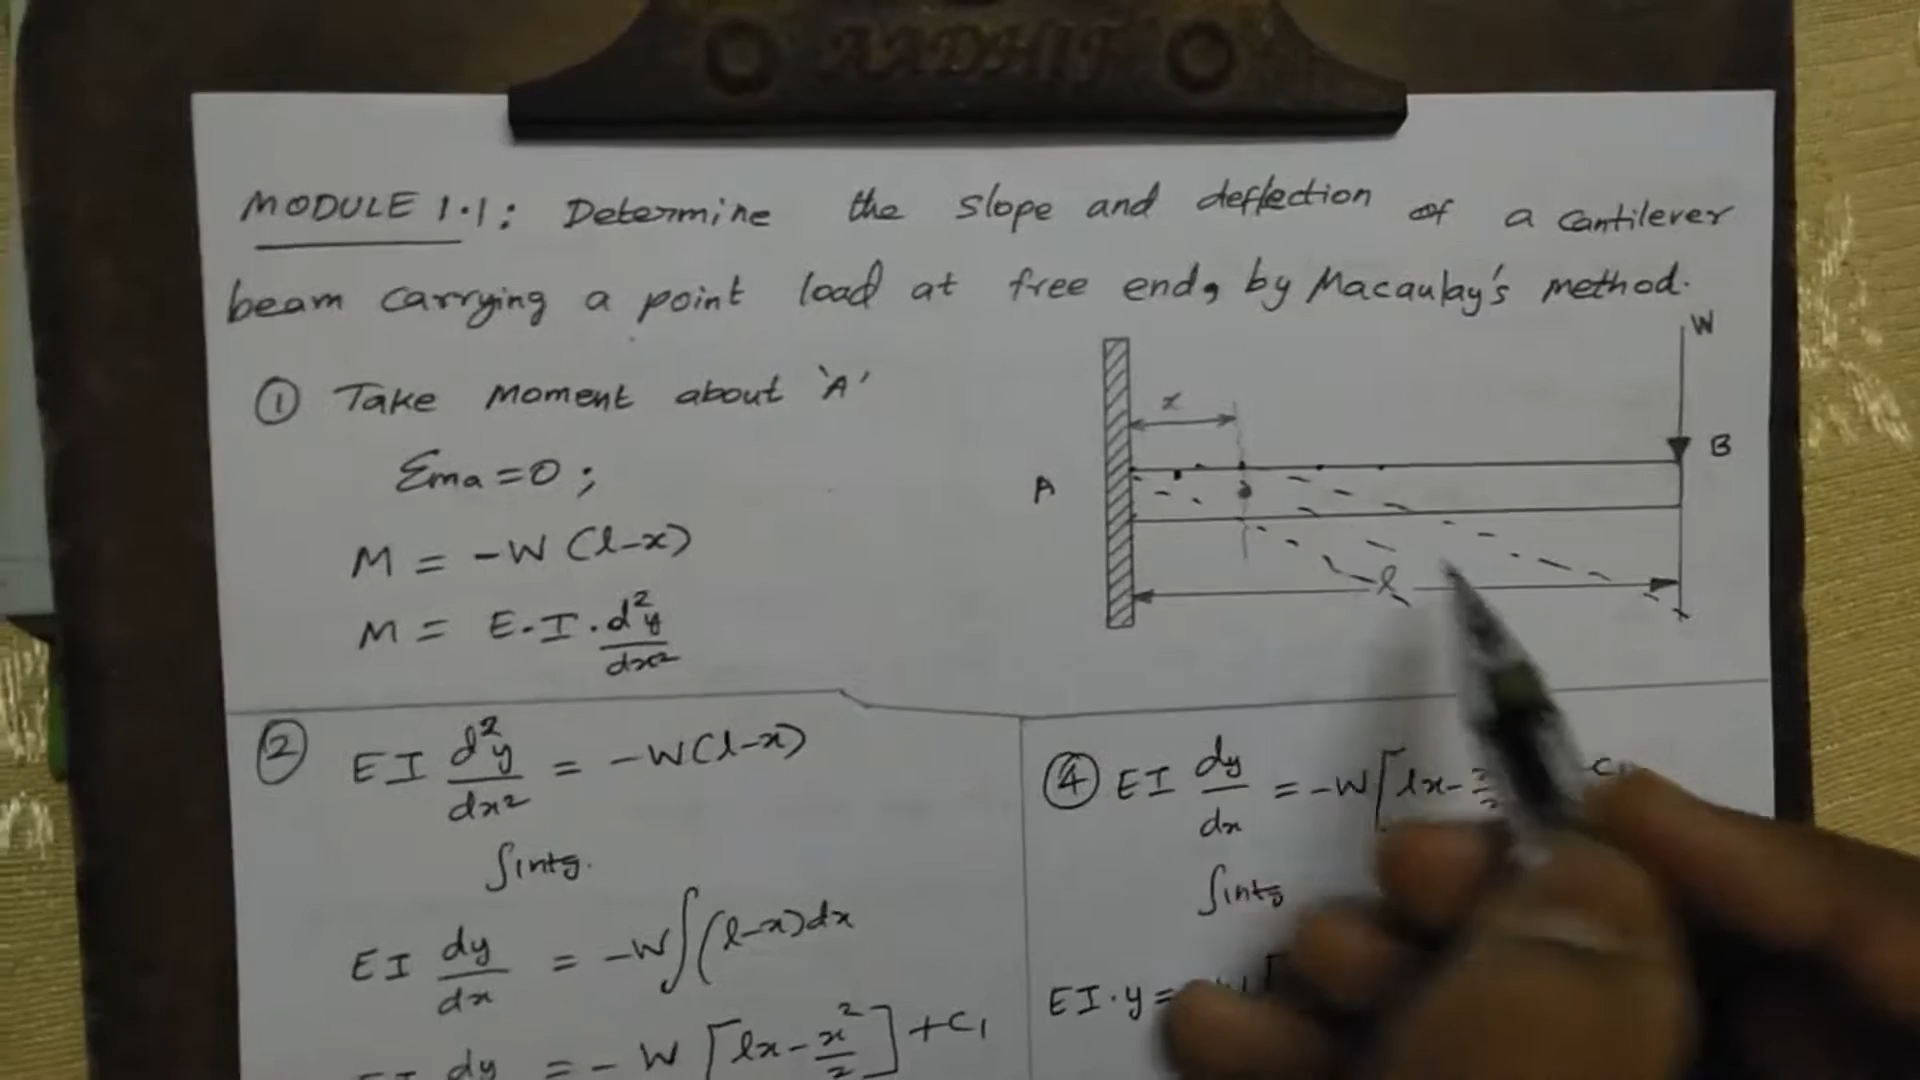 AADHIT
MODULE 1.1: Determine the slope and deflection of a cantilever
beam carrying a point load at free end, by Macaulay's method.
① Take Moment about 'A'
Σma = 0 ;
M = -W (l-x)
M = E.I. d²y/dx²
W
x
B
A
l
② EI d²y/dx² = -W(l-x)
∫intg.
EI dy/dx = -W∫(l-x)dx
EI dy = -W [lx - x²/2] + C₁
④ EI dy/dx = -W[lx- C₁
∫intg
EI.y =